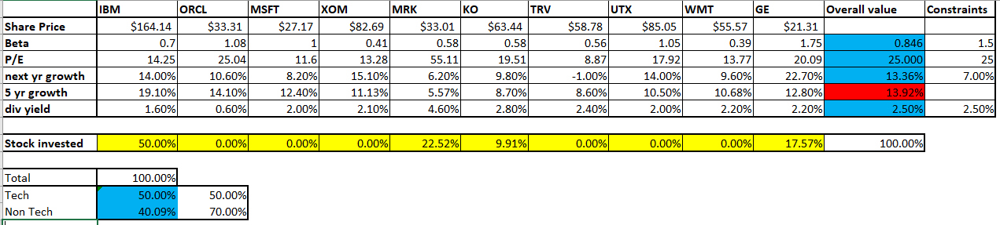 IBM ORCL MSFT XOM MRK KO TRV UTX WMT GE Overall value Constraints
Share Price $164.14 $33.31 $27.17 $82.69 $33.01 $63.44 $58.78 $85.05 $55.57 $21.31
Beta 0.7 1.08 1 0.41 0.58 0.58 0.56 1.05 0.39 1.75 0.846 1.5
P/E 14.25 25.04 11.6 13.28 55.11 19.51 8.87 17.92 13.77 20.09 25.000 25
next yr growth 14.00% 10.60% 8.20% 15.10% 6.20% 9.80% -1.00% 14.00% 9.60% 22.70% 13.36% 7.00%
5 yr growth 19.10% 14.10% 12.40% 11.13% 5.57% 8.70% 8.60% 10.50% 10.68% 12.80% 13.92%
div yield 1.60% 0.60% 2.00% 2.10% 4.60% 2.80% 2.40% 2.00% 2.20% 2.20% 2.50% 2.50%
Stock invested 50.00% 0.00% 0.00% 0.00% 22.52% 9.91% 0.00% 0.00% 0.00% 17.57% 100.00%
Total 100.00%
Tech 50.00% 50.00%
Non Tech 40.09% 70.00%